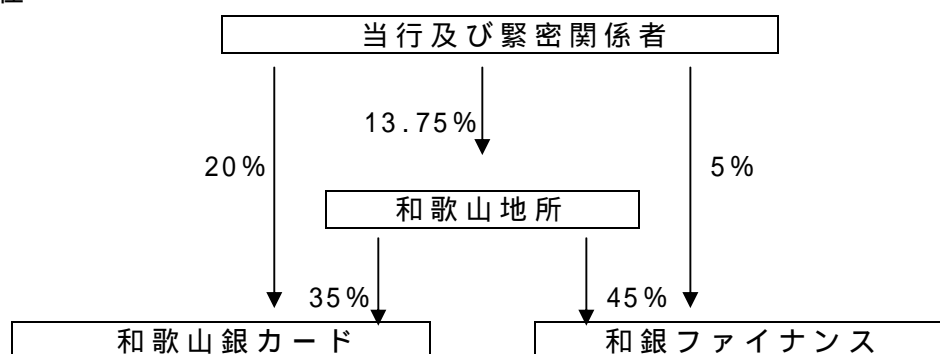 当行及び緊密関係者
13.75%
20%
5%
和歌山地所
35%
45%
和歌山銀カード
和銀ファイナンス